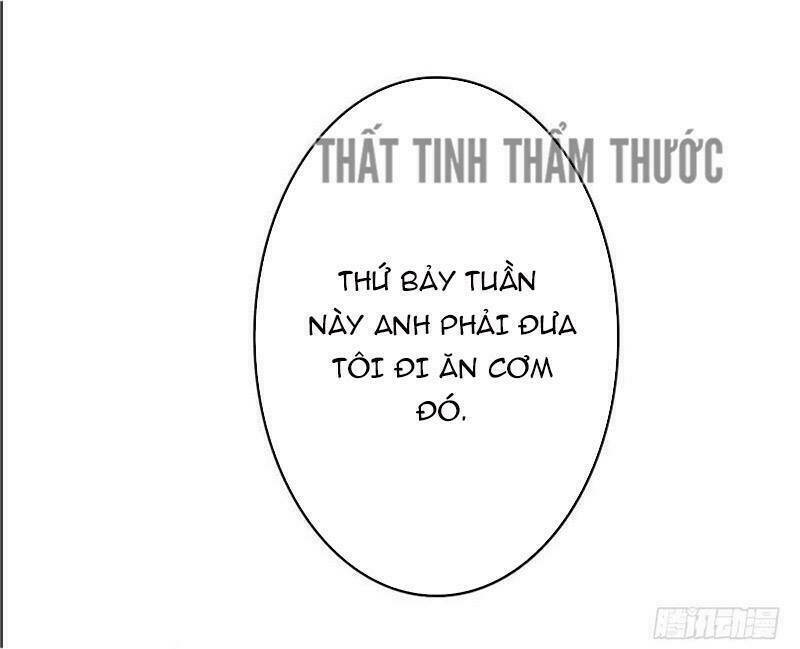 THẤT TINH THẨM THƯỚC
THỨ BẢY TUẦN
NÀY ANH PHẢI ĐƯA
TÔI ĐI ĂN CƠM
ĐÓ.
腾讯动漫